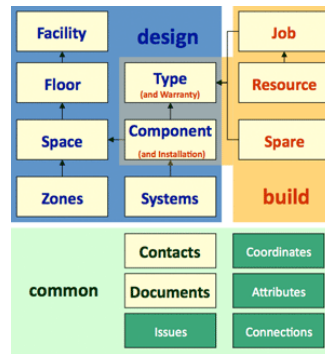 Facility
design
Job
Floor
Type
(and Warranty)
Resource
Space
Component
(and Installation)
Spare
Zones
Systems
build
common
Contacts
Coordinates
Documents
Attributes
Issues
Connections